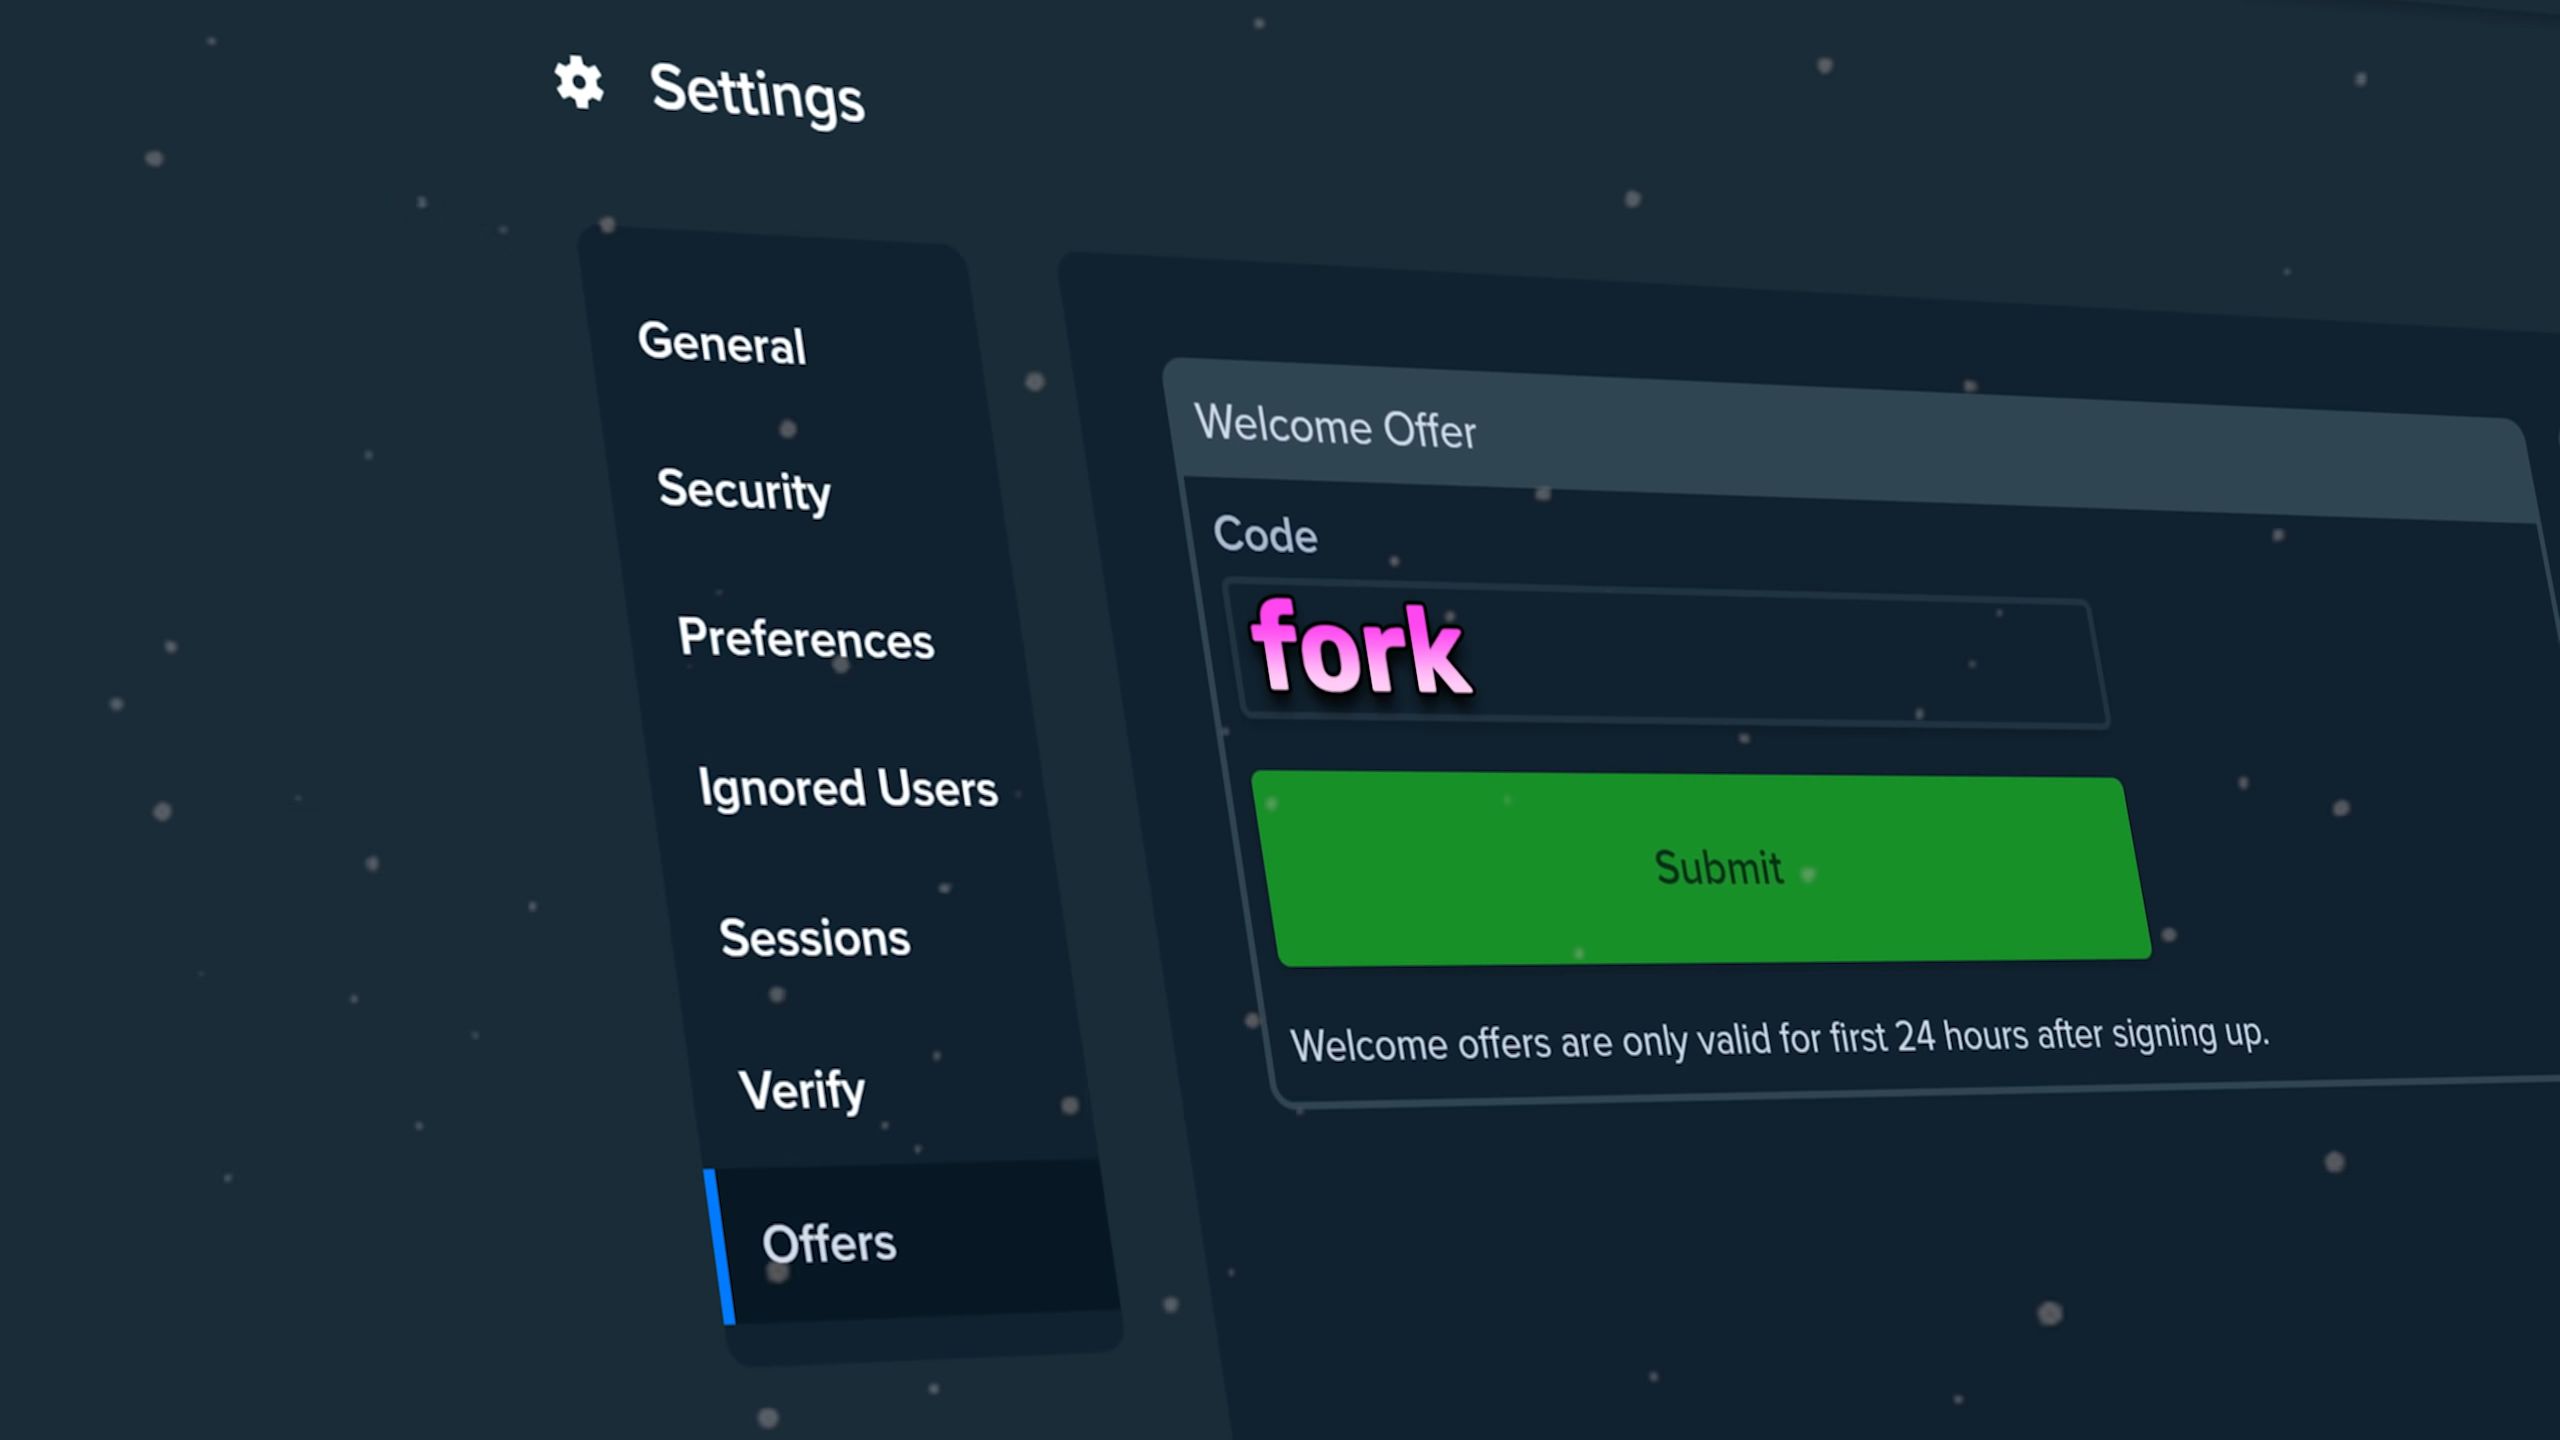 Settings
General
Security
Preferences
Ignored Users
Sessions
Verify
Offers
Welcome Offer
Code
fork
Submit
Welcome offers are only valid for first 24 hours after signing up.